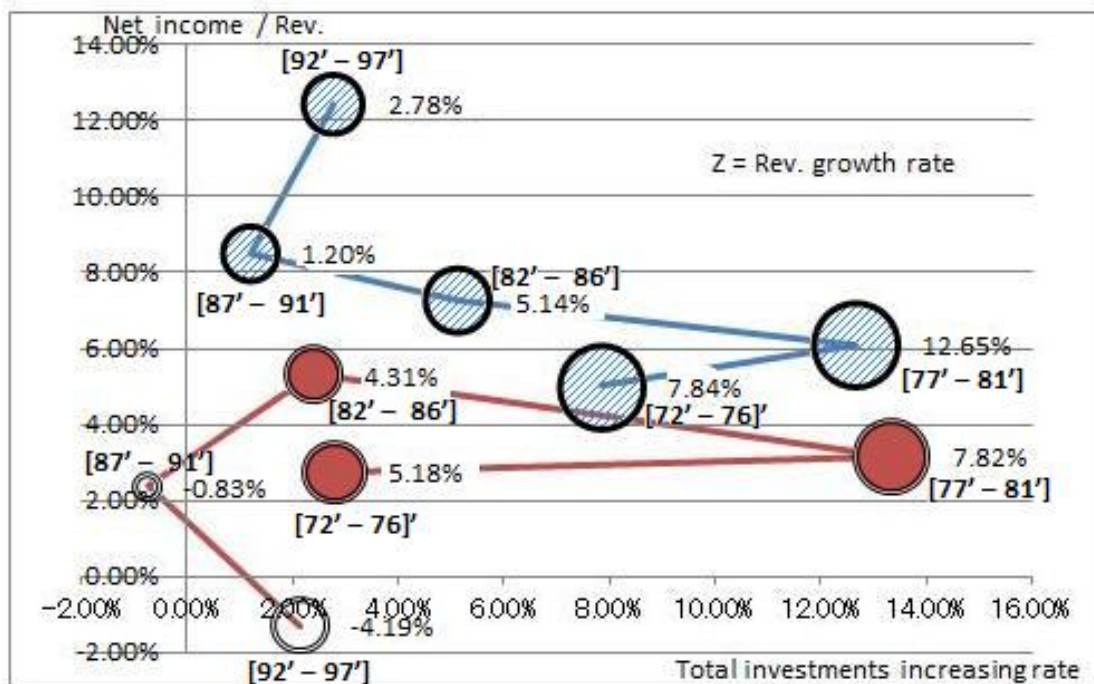 Net income / Rev.
14.00%
[92’ – 97’]
2.78%
12.00%
Z = Rev. growth rate
10.00%
1.20%
8.00%
[82’ – 86’]
5.14%
[87’ – 91’]
6.00%
12.65%
[77’ – 81’]
4.31%
7.84%
[82’ – 86’]
[72’ – 76]’
4.00%
[87’ – 91’]
7.82%
-0.83%
5.18%
[77’ – 81’]
2.00%
[72’ – 76]’
0.00%
−2.00% 0.00% 2.00% 4.00% 6.00% 8.00% 10.00% 12.00% 14.00% 16.00%
-4.19%
-2.00%
[92’ – 97’]
Total investments increasing rate